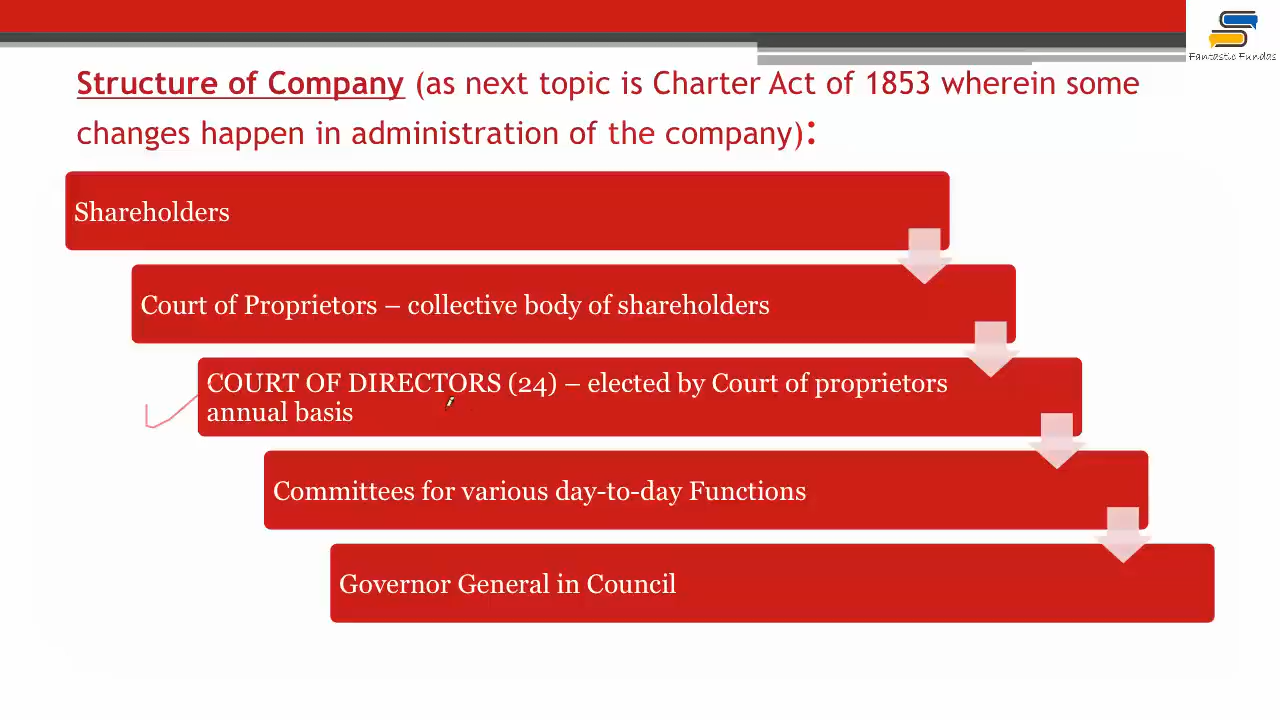 Fantastic Fundas
Structure of Company (as next topic is Charter Act of 1853 wherein some
changes happen in administration of the company):
Shareholders
Court of Proprietors – collective body of shareholders
COURT OF DIRECTORS (24) – elected by Court of proprietors
annual basis
Committees for various day-to-day Functions
Governor General in Council